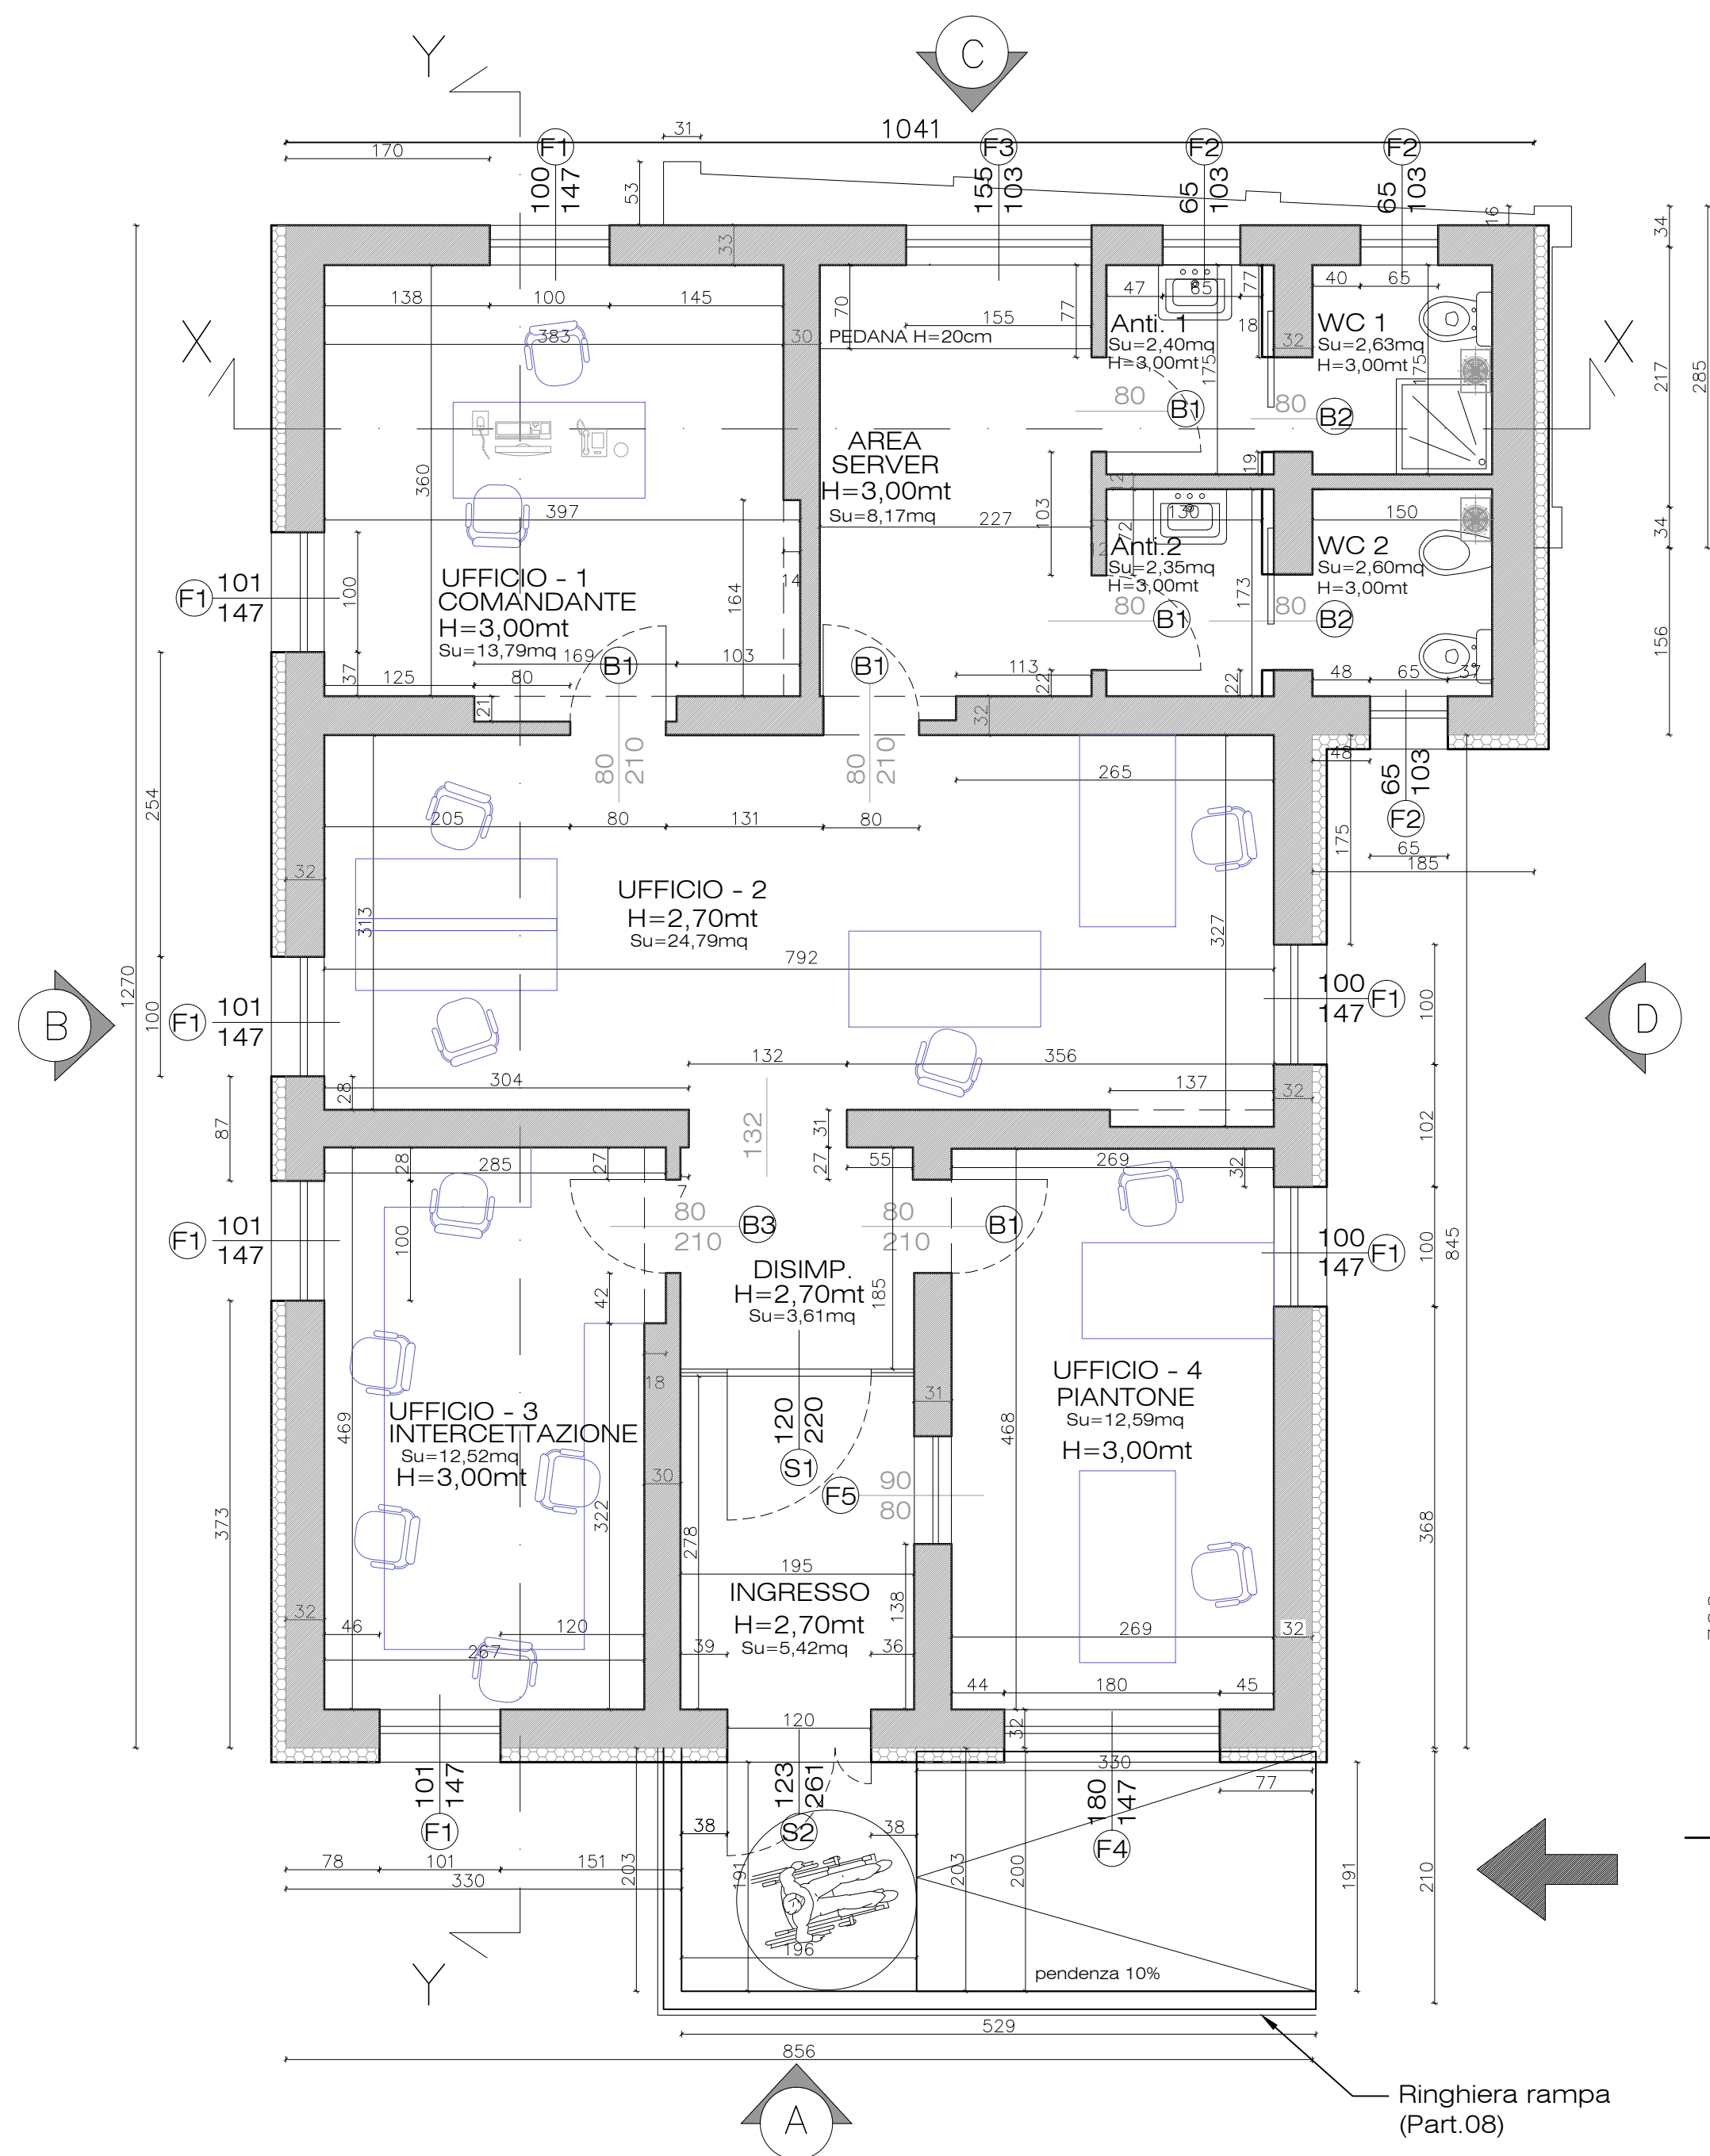 Y
C
31
1041
170
F1
F3
F2
F2
100
147
155
103
65
103
65
103
53
16
34
33
138
100
145
70
77
47
65
77
40
65
383
30
155
18
32
PEDANA H=20cm
Anti. 1
Su=2,40mq
H=3,00mt
175
WC 1
Su=2,63mq
H=3,00mt
175
X
X
217
285
80
B1
80
B2
360
AREA
SERVER
H=3,00mt
Su=8,17mq
19
12
397
227
103
72
130
150
34
12
Anti.2
Su=2,35mq
H=3,00mt
WC 2
Su=2,60mq
H=3,00mt
14
164
173
UFFICIO - 1
COMANDANTE
H=3,00mt
Su=13,79mq
F1
101
147
100
80
B1
80
B2
156
169
B1
103
B1
37
125
80
113
22
22
48
65
37
21
32
80
210
80
210
48
65
103
F2
265
254
205
80
131
80
175
65
185
32
UFFICIO - 2
H=2,70mt
Su=24,79mq
313
327
792
1270
B
F1
101
147
100
100
147
F1
100
D
132
356
304
137
28
32
87
132
31
102
28
285
27
27
55
269
32
7
80
210
B3
80
210
B1
F1
101
147
100
100
147
F1
100
845
DISIMP.
H=2,70mt
Su=3,61mq
185
42
18
UFFICIO - 4
PIANTONE
Su=12,59mq
H=3,00mt
31
120
220
S1
UFFICIO - 3
INTERCETTAZIONE
Su=12,52mq
H=3,00mt
469
468
30
F5
90
80
322
373
278
368
195
INGRESSO
H=2,70mt
Su=5,42mq
138
32
46
120
267
39
36
269
32
44
180
45
120
32
330
77
101
147
F1
123
261
S2
180
147
F4
38
38
78
101
151
330
203
191
203
200
191
210
196
pendenza 10%
Y
529
856
A
Ringhiera rampa
(Part.08)